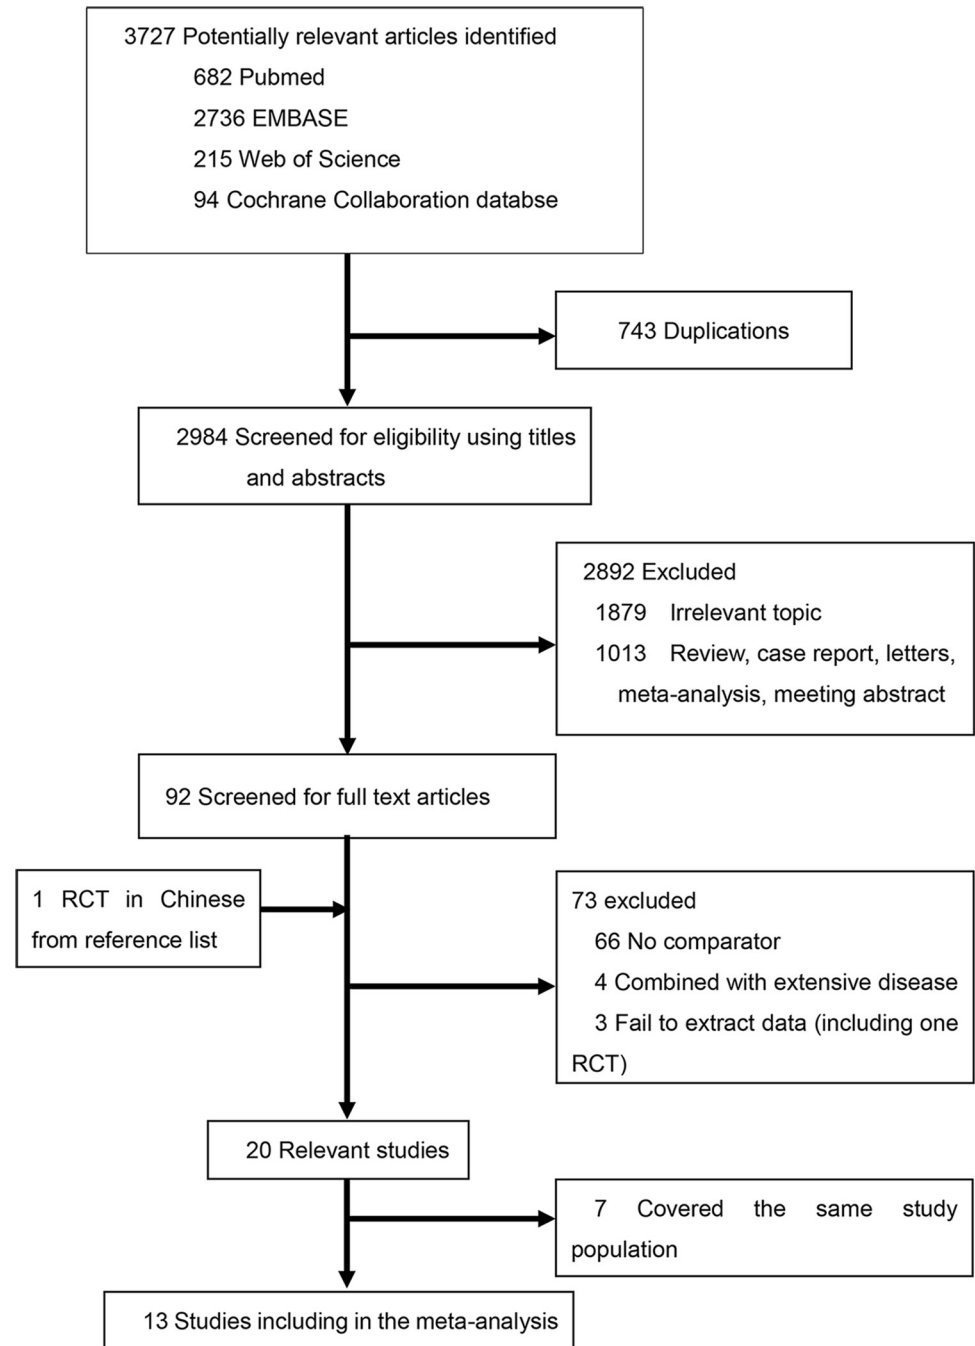 3727 Potentially relevant articles identified
682 Pubmed
2736 EMBASE
215 Web of Science
94 Cochrane Collaboration databse
743 Duplications
2984 Screened for eligibility using titles
and abstracts
2892 Excluded
1879 Irrelevant topic
1013 Review, case report, letters,
meta-analysis, meeting abstract
92 Screened for full text articles
1 RCT in Chinese
from reference list
73 excluded
66 No comparator
4 Combined with extensive disease
3 Fail to extract data (including one
RCT)
20 Relevant studies
7 Covered the same study
population
13 Studies including in the meta-analysis